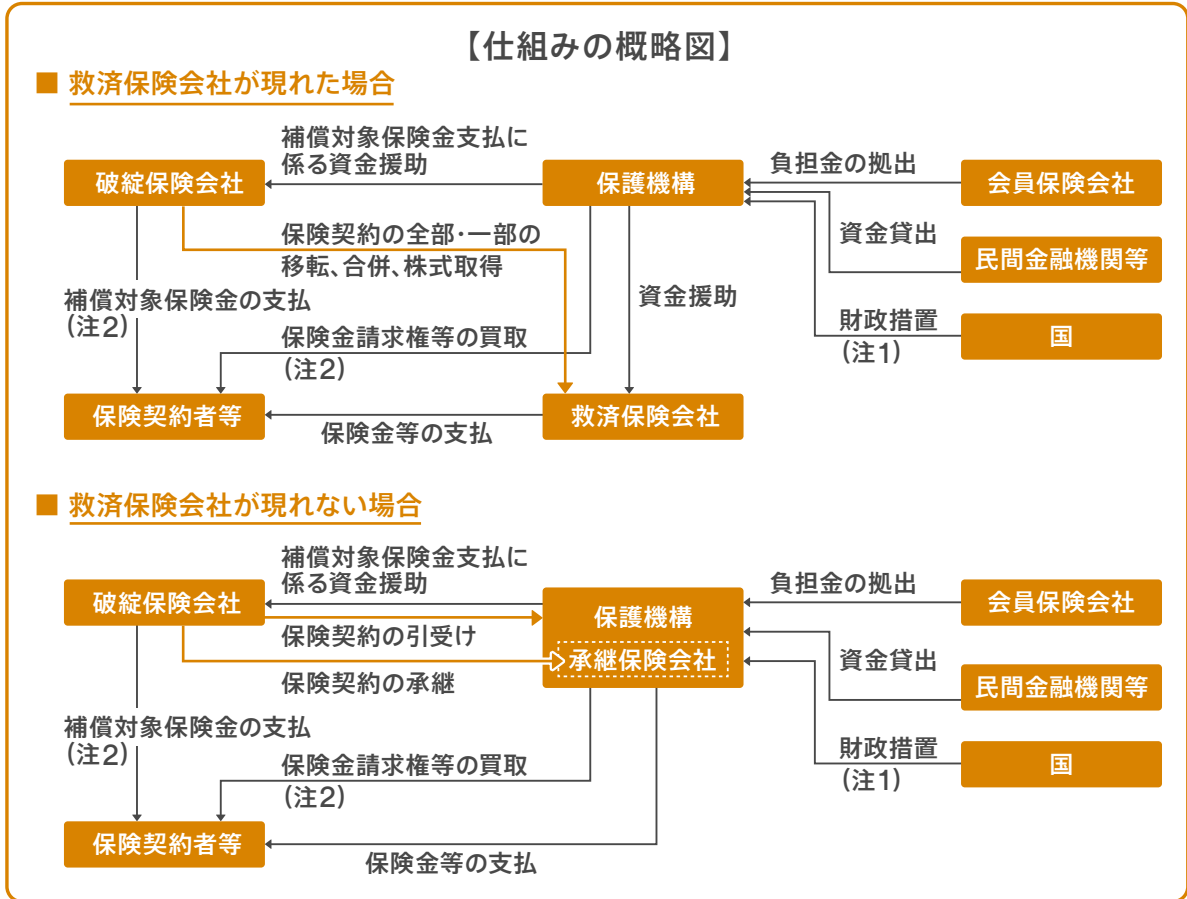 【仕組みの概略図】
■ 救済保険会社が現れた場合
補償対象保険金支払に
係る資金援助
負担金の拠出
破綻保険会社
保護機構
会員保険会社
保険契約の全部･一部の
移転、合併、株式取得
資金貸出
民間金融機関等
補償対象保険金の支払
(注2)
資金援助
保険金請求権等の買取
(注2)
財政措置
(注1)
国
保険契約者等
救済保険会社
保険金等の支払
■ 救済保険会社が現れない場合
補償対象保険金支払に
係る資金援助
負担金の拠出
破綻保険会社
保護機構
会員保険会社
保険契約の引受け
承継保険会社
資金貸出
保険契約の承継
民間金融機関等
補償対象保険金の支払
(注2)
保険金請求権等の買取
(注2)
財政措置
(注1)
国
保険契約者等
保険金等の支払